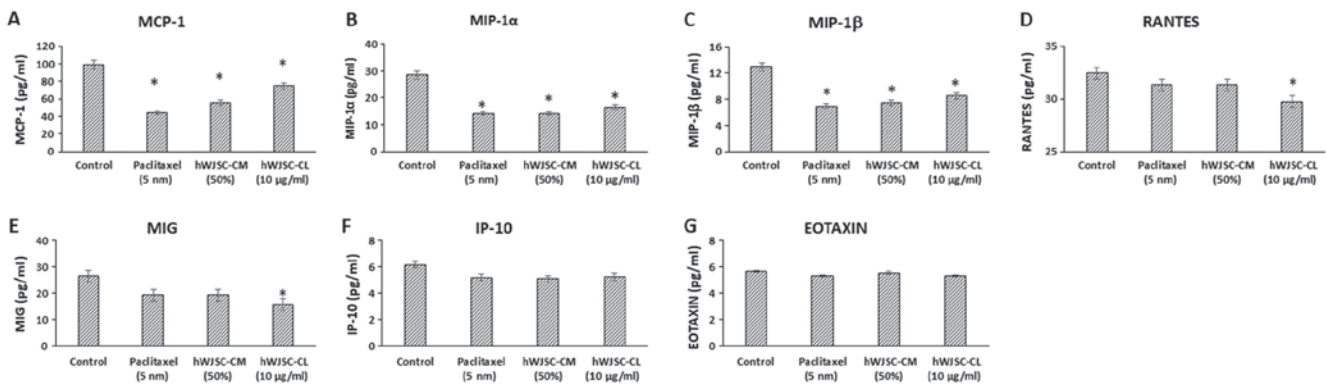 A
MCP-1
MCP-1 (pg/ml)
120
100
80
60
40
20
0
*
*
*
Control
Paclitaxel
(5 nm)
hWJSC-CM
(50%)
hWJSC-CL
(10 µg/ml)
B
MIP-1α
MIP-1α (pg/ml)
40
30
20
10
0
*
*
*
Control
Paclitaxel
(5 nm)
hWJSC-CM
(50%)
hWJSC-CL
(10 µg/ml)
C
MIP-1β
MIP-1β (pg/ml)
16
12
8
4
0
*
*
*
Control
Paclitaxel
(5 nm)
hWJSC-CM
(50%)
hWJSC-CL
(10 µg/ml)
D
RANTES
RANTES (pg/ml)
35
30
25
*
Control
Paclitaxel
(5 nm)
hWJSC-CM
(50%)
hWJSC-CL
(10 µg/ml)
E
MIG
MIG (pg/ml)
40
30
20
10
0
*
Control
Paclitaxel
(5 nm)
hWJSC-CM
(50%)
hWJSC-CL
(10 µg/ml)
F
IP-10
IP-10 (pg/ml)
8
6
4
2
0
Control
Paclitaxel
(5 nm)
hWJSC-CM
(50%)
hWJSC-CL
(10 µg/ml)
G
EOTAXIN
EOTAXIN (pg/ml)
8
6
4
2
0
Control
Paclitaxel
(5 nm)
hWJSC-CM
(50%)
hWJSC-CL
(10 µg/ml)